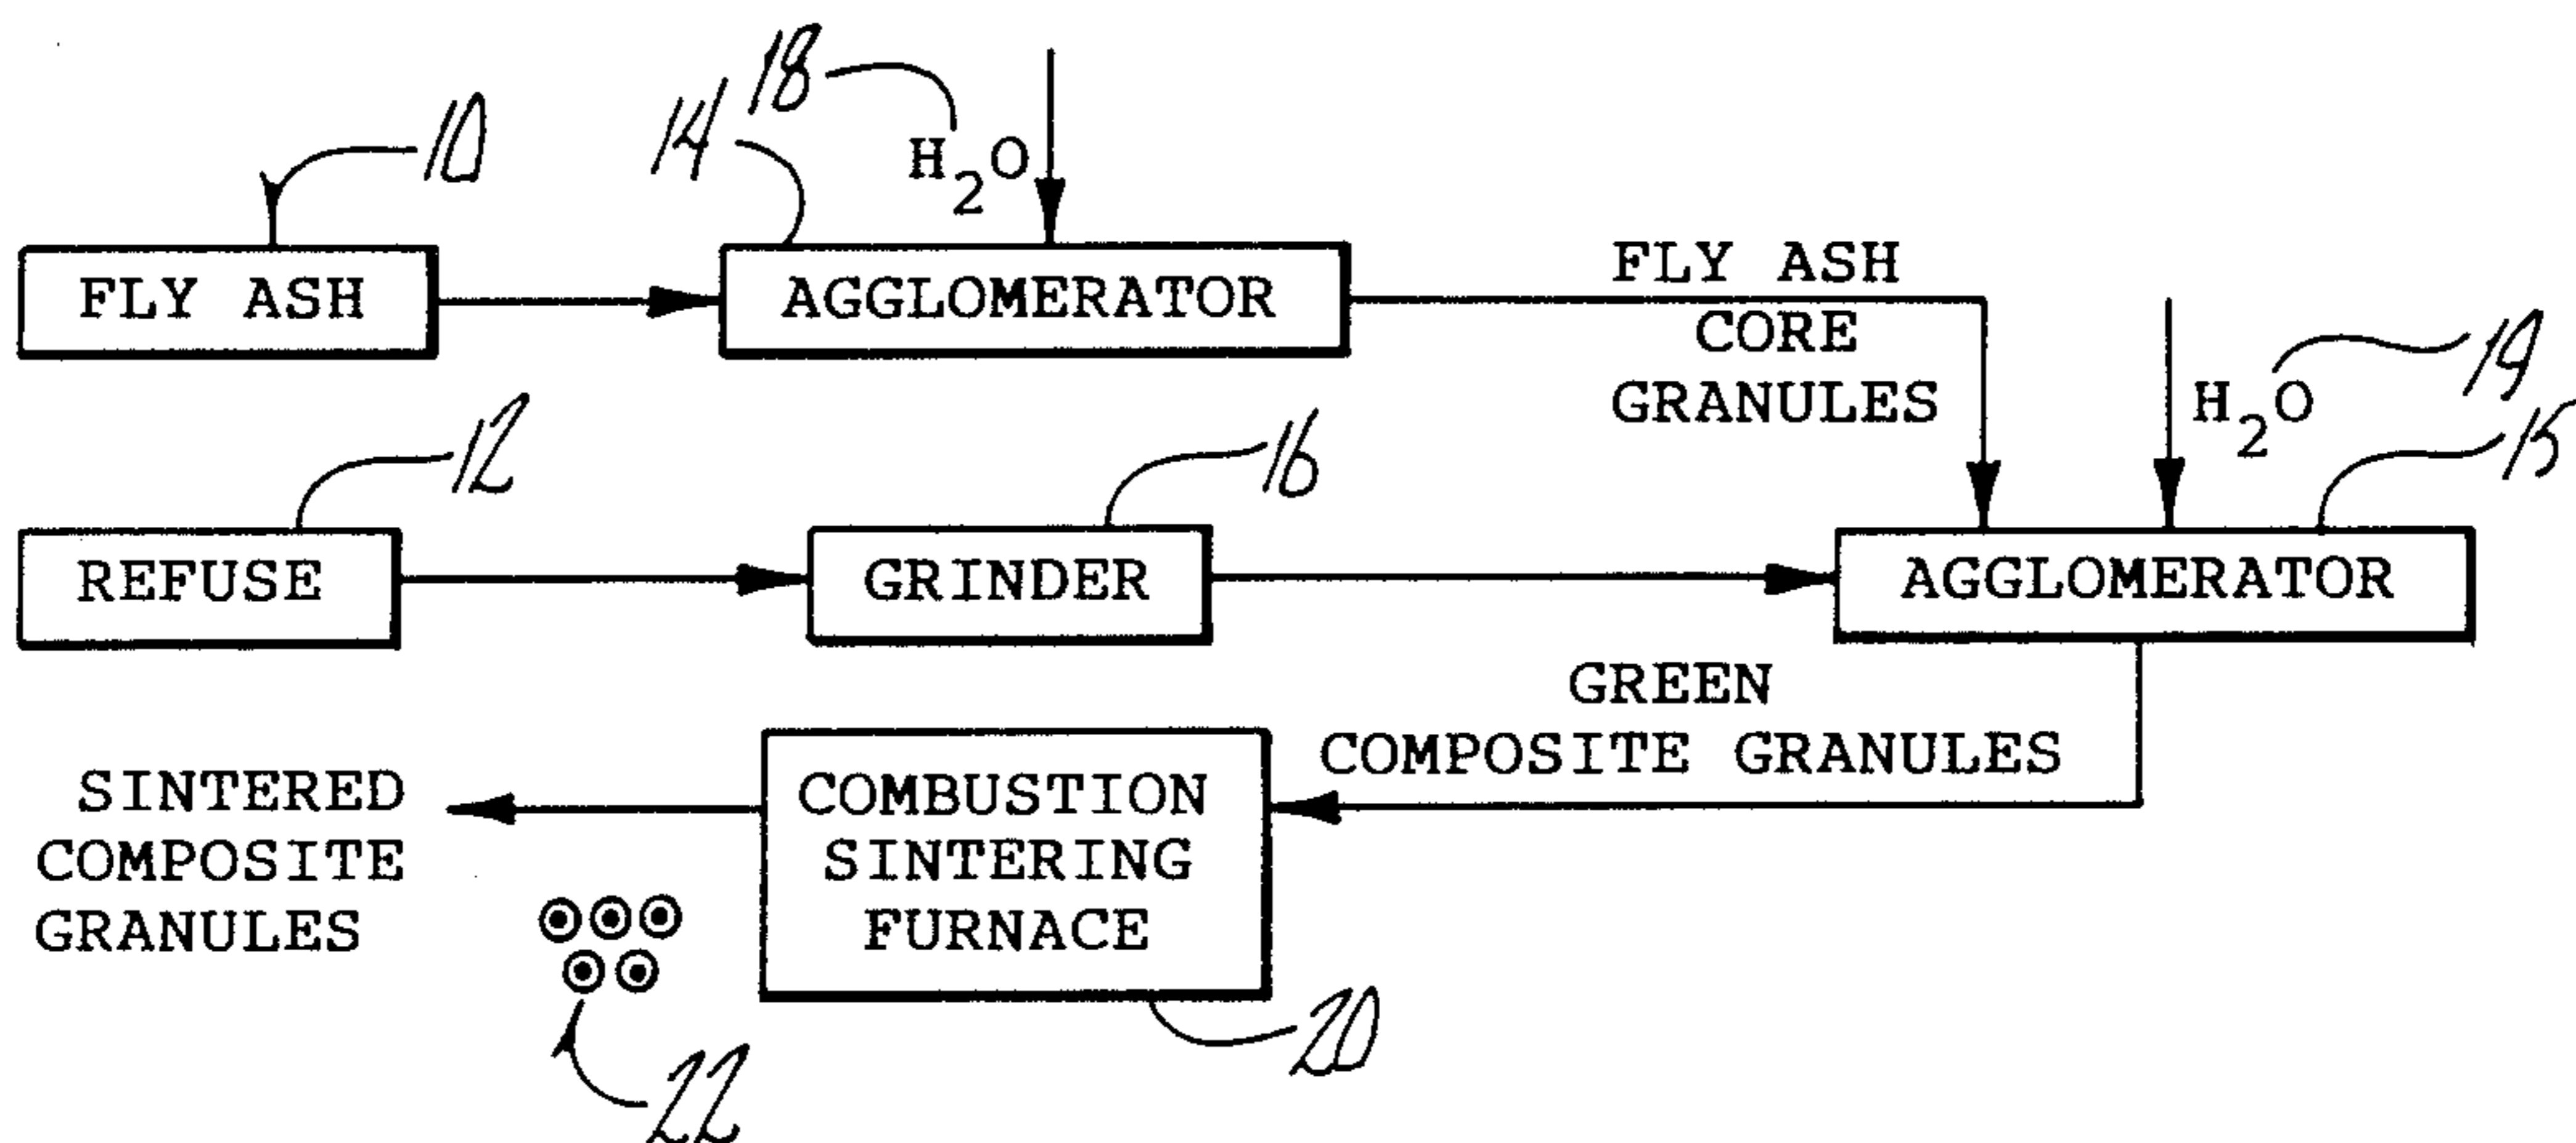 18
10
14
H2O
FLY ASH
AGGLOMERATOR
FLY ASH
CORE
GRANULES
H2O
19
15
12
16
REFUSE
GRINDER
AGGLOMERATOR
GREEN
COMPOSITE GRANULES
SINTERED
COMPOSITE
GRANULES
COMBUSTION
SINTERING
FURNACE
20
22